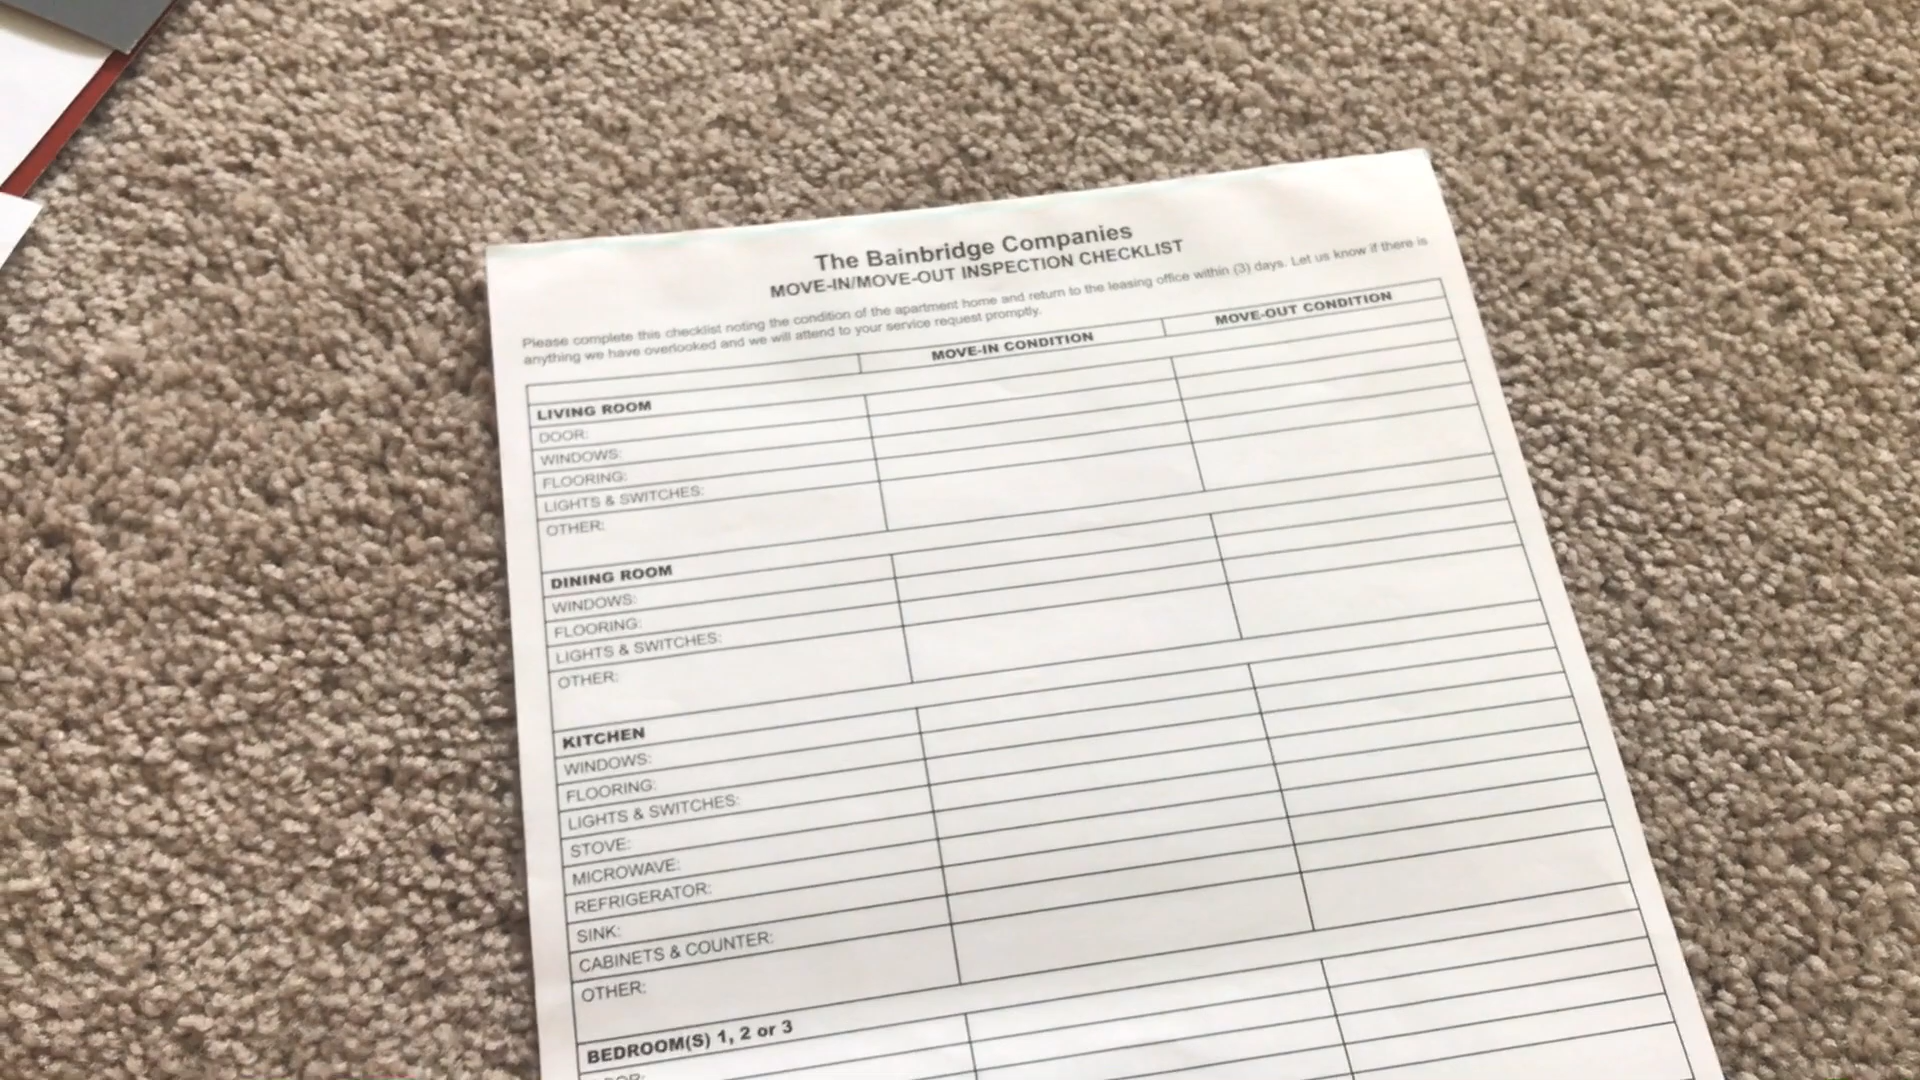 The Bainbridge Companies
MOVE-IN/MOVE-OUT INSPECTION CHECKLIST
Please complete this checklist noting the condition of the apartment home and return to the leasing office within (3) days. Let us know if there is
anything we have overlooked and we will attend to your service request promptly.
MOVE-IN CONDITION
MOVE-OUT CONDITION
LIVING ROOM
DOOR:
WINDOWS:
FLOORING:
LIGHTS & SWITCHES:
OTHER:
DINING ROOM
WINDOWS:
FLOORING:
LIGHTS & SWITCHES:
OTHER:
KITCHEN
WINDOWS:
FLOORING:
LIGHTS & SWITCHES:
STOVE:
MICROWAVE:
REFRIGERATOR:
SINK:
CABINETS & COUNTER:
OTHER:
BEDROOM(S) 1, 2 or 3